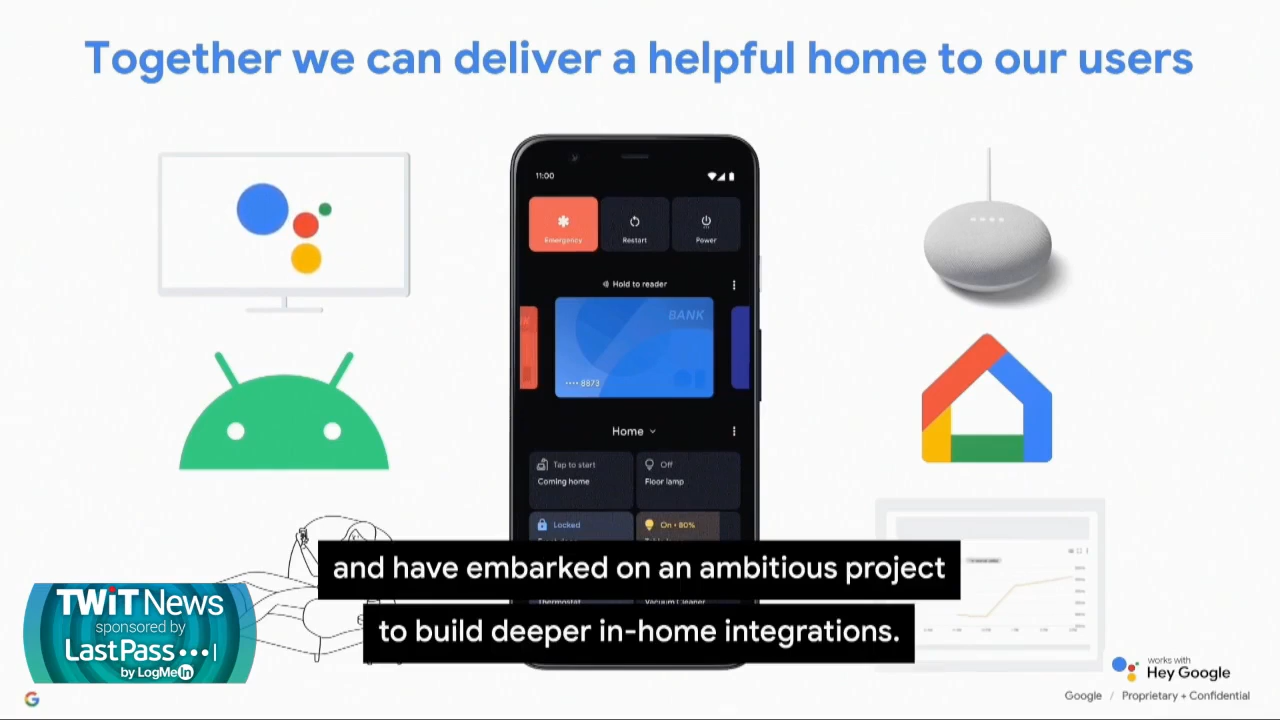 Together we can deliver a helpful home to our users
11:00
Emergency
Restart
Power
Hold to reader
BANK
•••• 8873
Home
Tap to start
Coming home
Off
Floor lamp
Locked
On • 80%
and have embarked on an ambitious project
Thermostat
Vacuum Cleaner
to build deeper in-home integrations.
TWiT News
sponsored by
LastPass •••|
by LogMeIn
works with
Hey Google
G
Google / Proprietary + Confidential